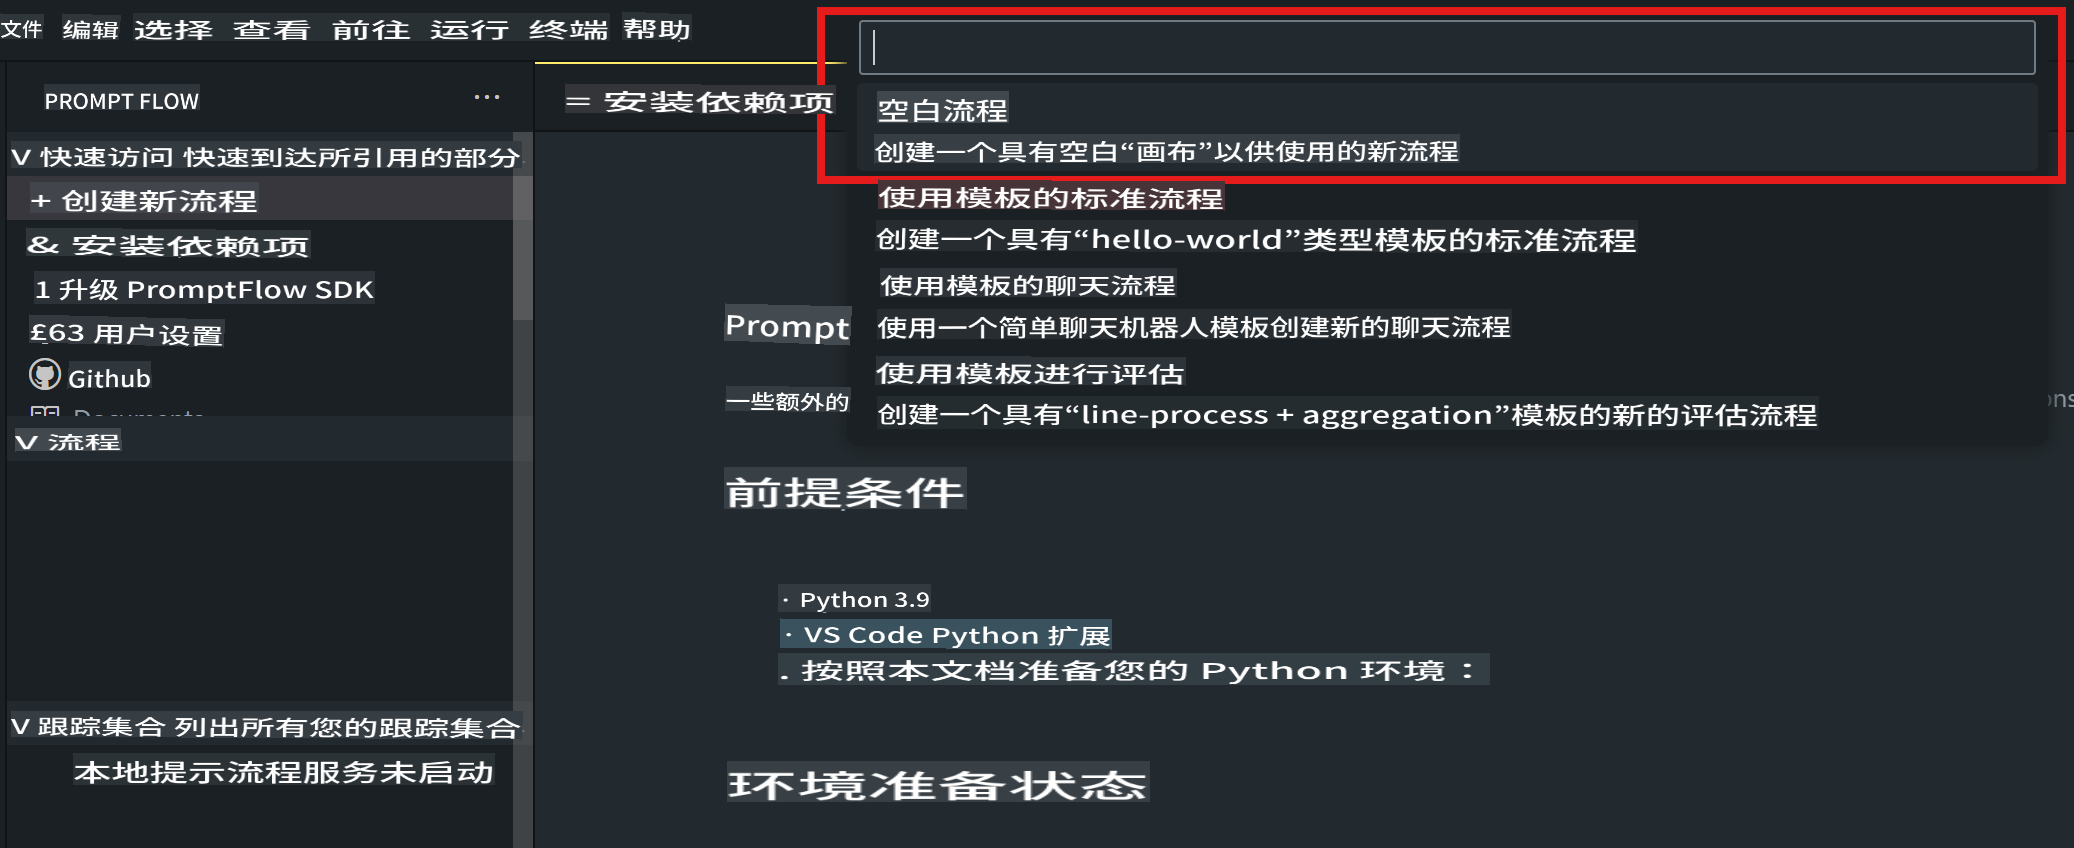 文件 编辑 选择 查看 前往 运行 终端 帮助
PROMPT FLOW ···
V 快速访问 快速到达所引用的部分
+ 创建新流程
& 安装依赖项
1 升级 PromptFlow SDK
£63 用户设置
Github
Documents
V 流程
V 跟踪集合 列出所有您的跟踪集合
本地提示流程服务未启动
= 安装依赖项
空白流程
创建一个具有空白“画布”以供使用的新流程
使用模板的标准流程
创建一个具有“hello-world”类型模板的标准流程
使用模板的聊天流程
使用一个简单聊天机器人模板创建新的聊天流程
使用模板进行评估
创建一个具有“line-process + aggregation”模板的新的评估流程
Prompt
一些额外的
前提条件
· Python 3.9
· VS Code Python 扩展
. 按照本文档准备您的 Python 环境：
环境准备状态